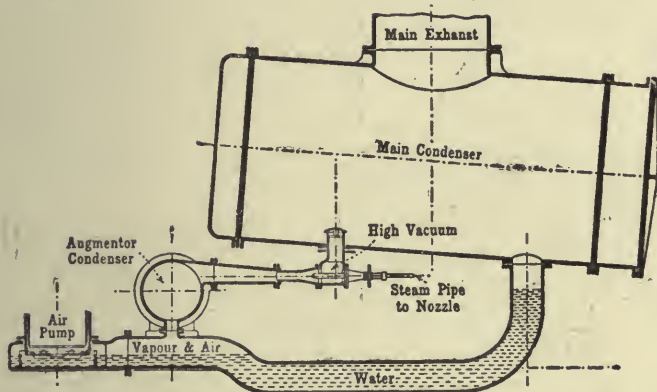 Main Exhaust
Main Condenser
High Vacuum
Augmentor
Condenser
Steam Pipe
to Nozzle
Air
Pump
Vapour & Air
Water